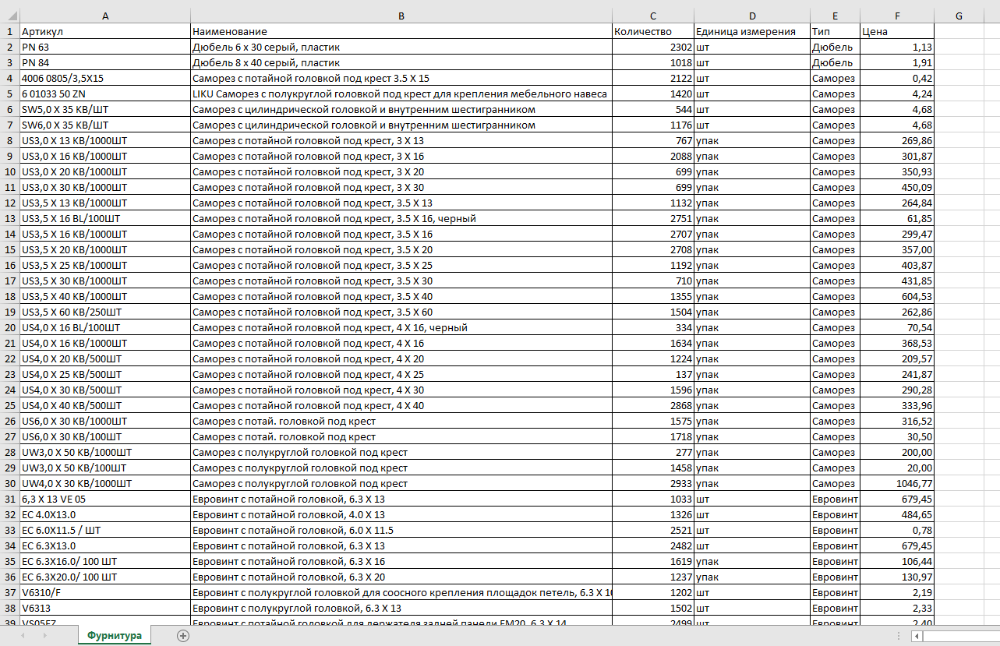 A B C D E F G
1 Артикул Наименование Количество Единица измерения Тип Цена
2 PN 63 Дюбель 6 х 30 серый, пластик 2302 шт Дюбель 1,13
3 PN 84 Дюбель 8 х 40 серый, пластик 1018 шт Дюбель 1,91
4 4006 0805/3,5X15 Саморез с потайной головкой под крест 3.5 X 15 2122 шт Саморез 0,42
5 6 01033 50 ZN LIKU Саморез с полукруглой головкой под крест для крепления мебельного навеса 1420 шт Саморез 4,24
6 SW5,0 X 35 КВ/ШТ Саморез с цилиндрической головкой и внутренним шестигранником 544 шт Саморез 4,68
7 SW6,0 X 35 КВ/ШТ Саморез с цилиндрической головкой и внутренним шестигранником 1176 шт Саморез 4,68
8 US3,0 X 13 КВ/1000ШТ Саморез с потайной головкой под крест, 3 X 13 767 упак Саморез 269,86
9 US3,0 X 16 КВ/1000ШТ Саморез с потайной головкой под крест, 3 X 16 2088 упак Саморез 301,87
10 US3,0 X 20 КВ/1000ШТ Саморез с потайной головкой под крест, 3 X 20 699 упак Саморез 350,93
11 US3,0 X 30 КВ/1000ШТ Саморез с потайной головкой под крест, 3 X 30 699 упак Саморез 450,09
12 US3,5 X 13 КВ/1000ШТ Саморез с потайной головкой под крест, 3.5 X 13 1132 упак Саморез 264,84
13 US3,5 X 16 BL/100ШТ Саморез с потайной головкой под крест, 3.5 X 16, черный 2751 упак Саморез 61,85
14 US3,5 X 16 КВ/1000ШТ Саморез с потайной головкой под крест, 3.5 X 16 2707 упак Саморез 299,47
15 US3,5 X 20 КВ/1000ШТ Саморез с потайной головкой под крест, 3.5 X 20 2708 упак Саморез 357,00
16 US3,5 X 25 КВ/1000ШТ Саморез с потайной головкой под крест, 3.5 X 25 1192 упак Саморез 403,87
17 US3,5 X 30 КВ/1000ШТ Саморез с потайной головкой под крест, 3.5 X 30 710 упак Саморез 431,85
18 US3,5 X 40 КВ/1000ШТ Саморез с потайной головкой под крест, 3.5 X 40 1355 упак Саморез 604,53
19 US3,5 X 60 КВ/250ШТ Саморез с потайной головкой под крест, 3.5 X 60 1504 упак Саморез 262,86
20 US4,0 X 16 BL/100ШТ Саморез с потайной головкой под крест, 4 X 16, черный 334 упак Саморез 70,54
21 US4,0 X 16 КВ/1000ШТ Саморез с потайной головкой под крест, 4 X 16 1634 упак Саморез 368,53
22 US4,0 X 20 КВ/500ШТ Саморез с потайной головкой под крест, 4 X 20 1224 упак Саморез 209,57
23 US4,0 X 25 КВ/500ШТ Саморез с потайной головкой под крест, 4 X 25 137 упак Саморез 241,87
24 US4,0 X 30 КВ/500ШТ Саморез с потайной головкой под крест, 4 X 30 1596 упак Саморез 290,28
25 US4,0 X 40 КВ/500ШТ Саморез с потайной головкой под крест, 4 X 40 2868 упак Саморез 333,96
26 US6,0 X 30 КВ/1000ШТ Саморез с потай. головкой под крест 1575 упак Саморез 316,52
27 US6,0 X 30 КВ/100ШТ Саморез с потай. головкой под крест 1718 упак Саморез 30,50
28 UW3,0 X 50 КВ/1000ШТ Саморез с полукруглой головкой под крест 277 упак Саморез 200,00
29 UW3,0 X 50 КВ/100ШТ Саморез с полукруглой головкой под крест 1458 упак Саморез 20,00
30 UW4,0 X 30 КВ/1000ШТ Саморез с полукруглой головкой под крест 2933 упак Саморез 1046,77
31 6,3 X 13 VE 05 Евровинт с потайной головкой, 6.3 X 13 1033 шт Евровинт 679,45
32 EC 4.0X13.0 Евровинт с потайной головкой, 4.0 X 13 1326 шт Евровинт 484,65
33 EC 6.0X11.5 / ШТ Евровинт с потайной головкой, 6.0 X 11.5 2521 шт Евровинт 0,78
34 EC 6.3X13.0 Евровинт с потайной головкой, 6.3 X 13 2482 шт Евровинт 679,45
35 EC 6.3X16.0/ 100 ШТ Евровинт с потайной головкой, 6.3 X 16 1619 упак Евровинт 106,44
36 EC 6.3X20.0/ 100 ШТ Евровинт с потайной головкой, 6.3 X 20 1237 упак Евровинт 130,97
37 V6310/F Евровинт с полукруглой головкой для соосного крепления площадок петель, 6.3 X 10 1202 шт Евровинт 2,19
38 V6313 Евровинт с полукруглой головкой, 6.3 X 13 1502 шт Евровинт 2,33
39 Евровинт с потайной головкой для держателя задней панели 6.3 X 14 2499 шт Евровинт 2,40
Фурнитура